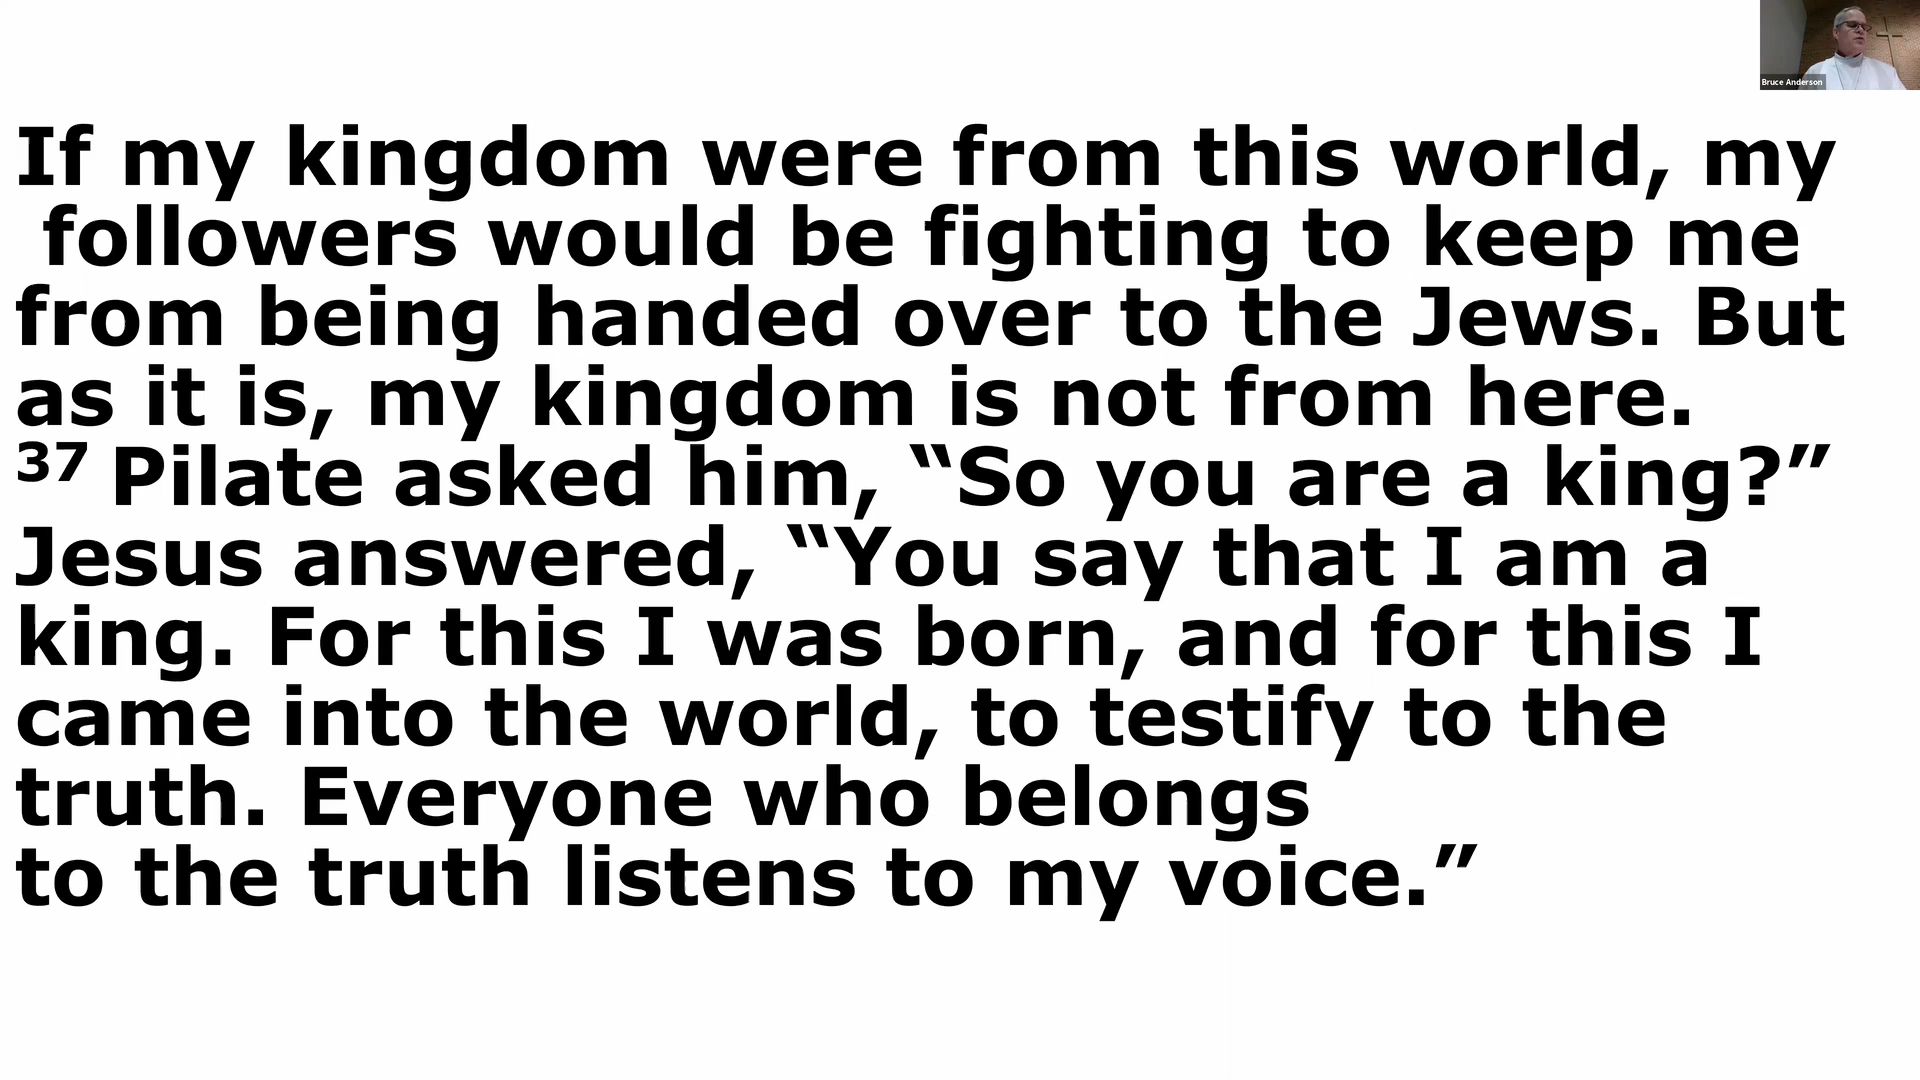 Bruce Anderson
If my kingdom were from this world, my
followers would be fighting to keep me
from being handed over to the Jews. But
as it is, my kingdom is not from here.
37 Pilate asked him, “So you are a king?”
Jesus answered, “You say that I am a
king. For this I was born, and for this I
came into the world, to testify to the
truth. Everyone who belongs
to the truth listens to my voice.”